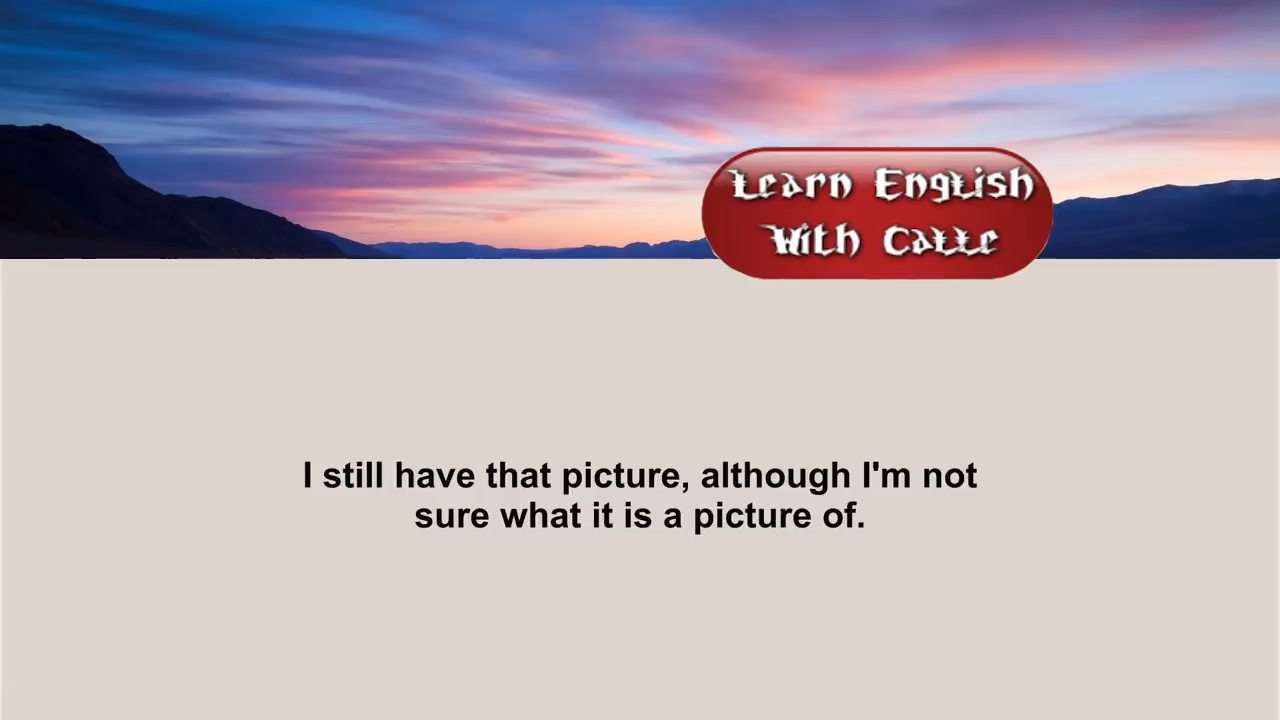 Learn English
With Calle
I still have that picture, although I'm not
sure what it is a picture of.